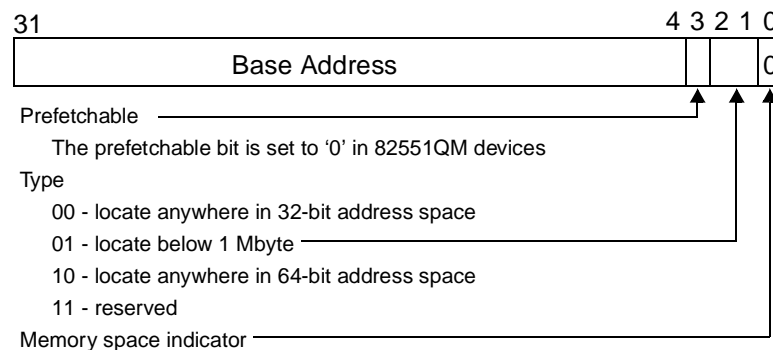 31 4 3 2 1 0
Base Address 0
Prefetchable
The prefetchable bit is set to ‘0’ in 82551QM devices
Type
00 - locate anywhere in 32-bit address space
01 - locate below 1 Mbyte
10 - locate anywhere in 64-bit address space
11 - reserved
Memory space indicator